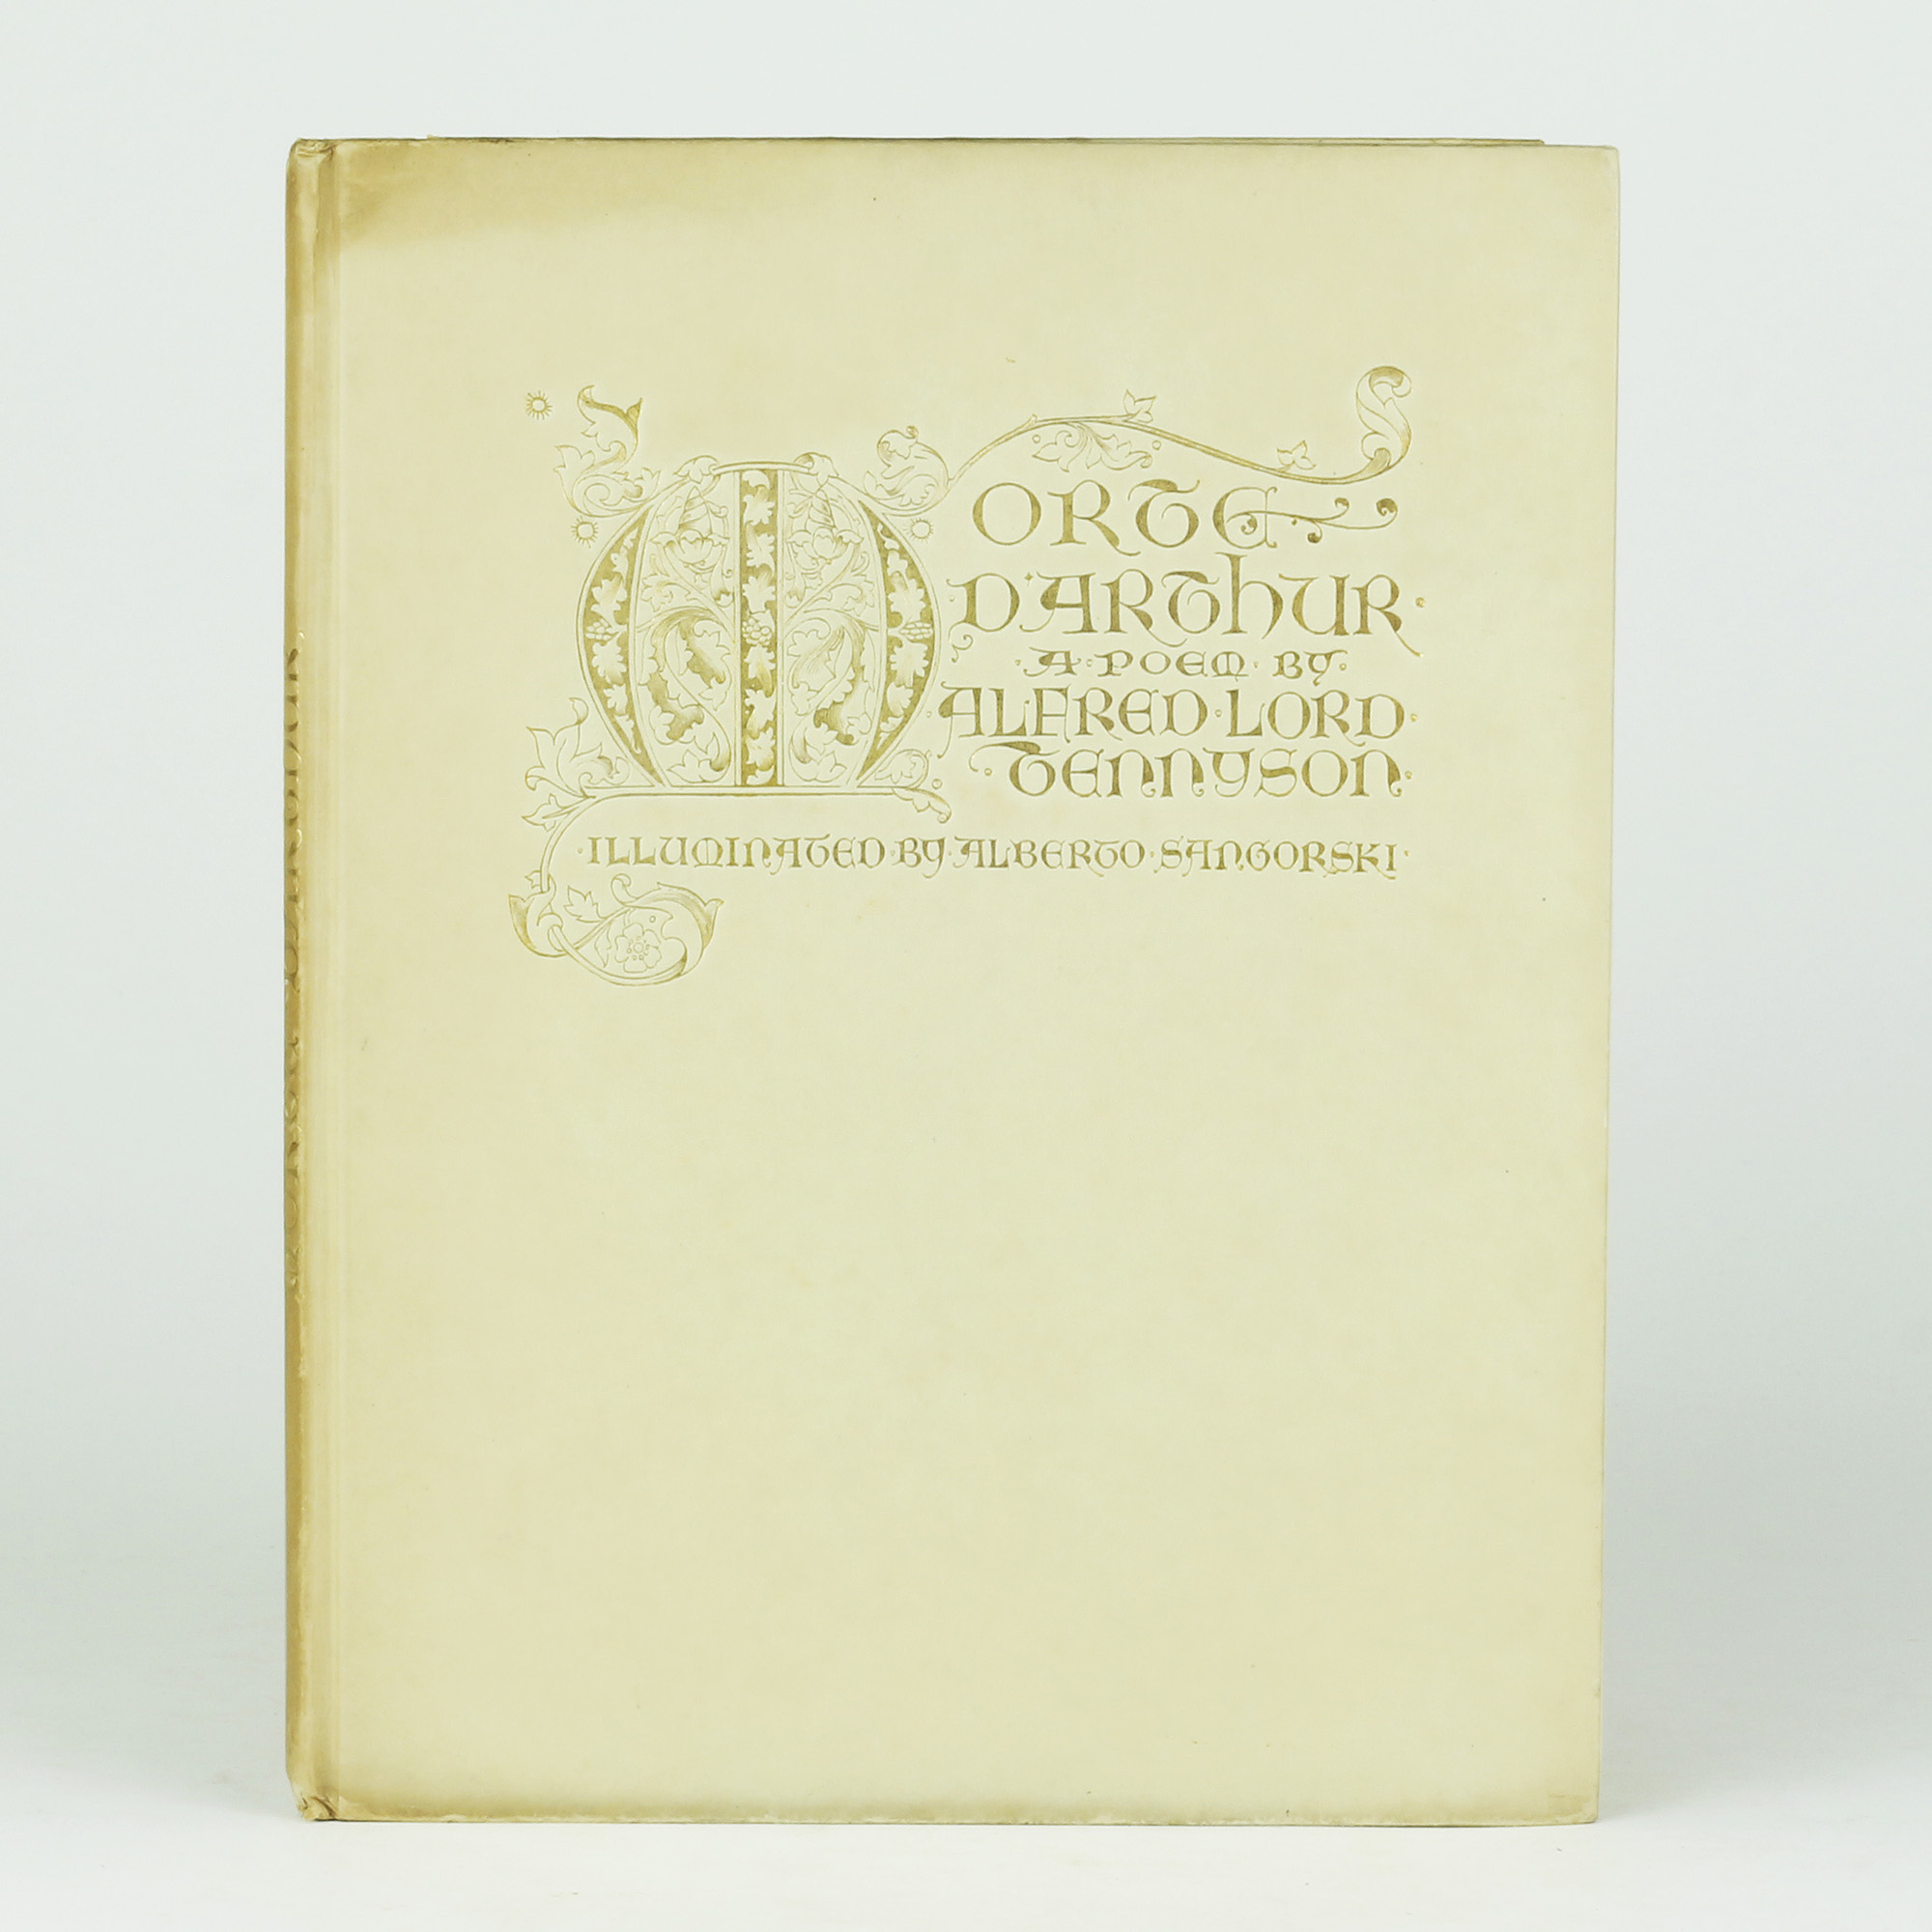 MORTE
D'ARTHUR
A POEM BY
ALFRED LORD
TENNYSON
ILLUMINATED BY ALBERTO SANGORSKI